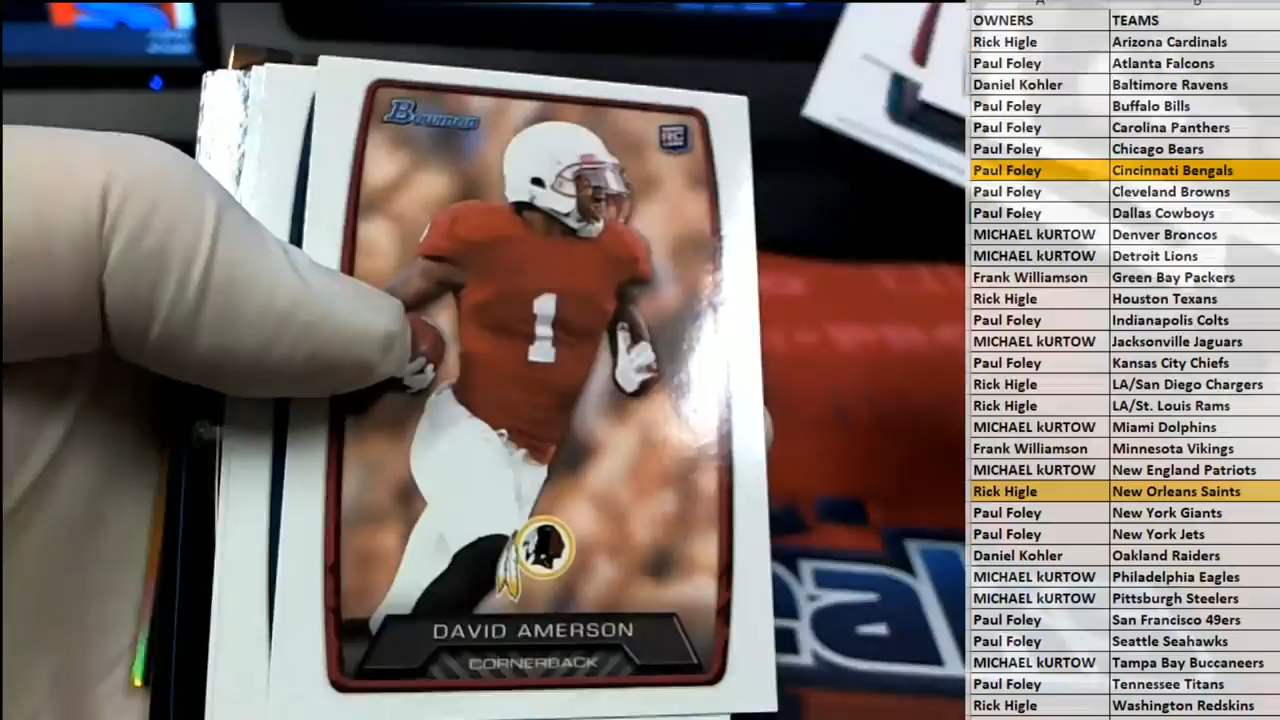 Bowman
RC
1
DAVID AMERSON
CORNERBACK
eal
A B
OWNERS TEAMS
Rick Higle Arizona Cardinals
Paul Foley Atlanta Falcons
Daniel Kohler Baltimore Ravens
Paul Foley Buffalo Bills
Paul Foley Carolina Panthers
Paul Foley Chicago Bears
Paul Foley Cincinnati Bengals
Paul Foley Cleveland Browns
Paul Foley Dallas Cowboys
MICHAEL kURTOW Denver Broncos
MICHAEL kURTOW Detroit Lions
Frank Williamson Green Bay Packers
Rick Higle Houston Texans
Paul Foley Indianapolis Colts
MICHAEL kURTOW Jacksonville Jaguars
Paul Foley Kansas City Chiefs
Rick Higle LA/San Diego Chargers
Rick Higle LA/St. Louis Rams
MICHAEL kURTOW Miami Dolphins
Frank Williamson Minnesota Vikings
MICHAEL kURTOW New England Patriots
Rick Higle New Orleans Saints
Paul Foley New York Giants
Paul Foley New York Jets
Daniel Kohler Oakland Raiders
MICHAEL kURTOW Philadelphia Eagles
MICHAEL kURTOW Pittsburgh Steelers
Paul Foley San Francisco 49ers
Paul Foley Seattle Seahawks
MICHAEL kURTOW Tampa Bay Buccaneers
Paul Foley Tennessee Titans
Rick Higle Washington Redskins